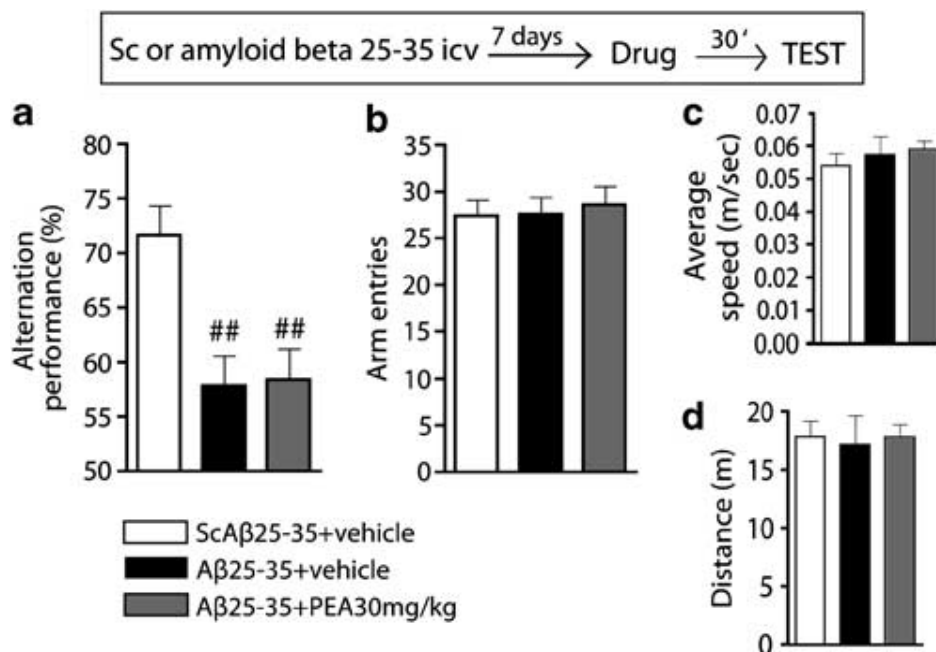 Sc or amyloid beta 25-35 icv 7 days Drug 30′ TEST
a
Alternation
performance (%)
80
75
70
65
60
55
50
## ##
b
Arm entries
35
30
25
20
15
10
5
0
c
Average
speed (m/sec)
0.07
0.06
0.05
0.04
0.03
0.02
0.01
0.00
d
Distance (m)
20
15
10
5
0
ScAβ25-35+vehicle
Aβ25-35+vehicle
Aβ25-35+PEA30mg/kg